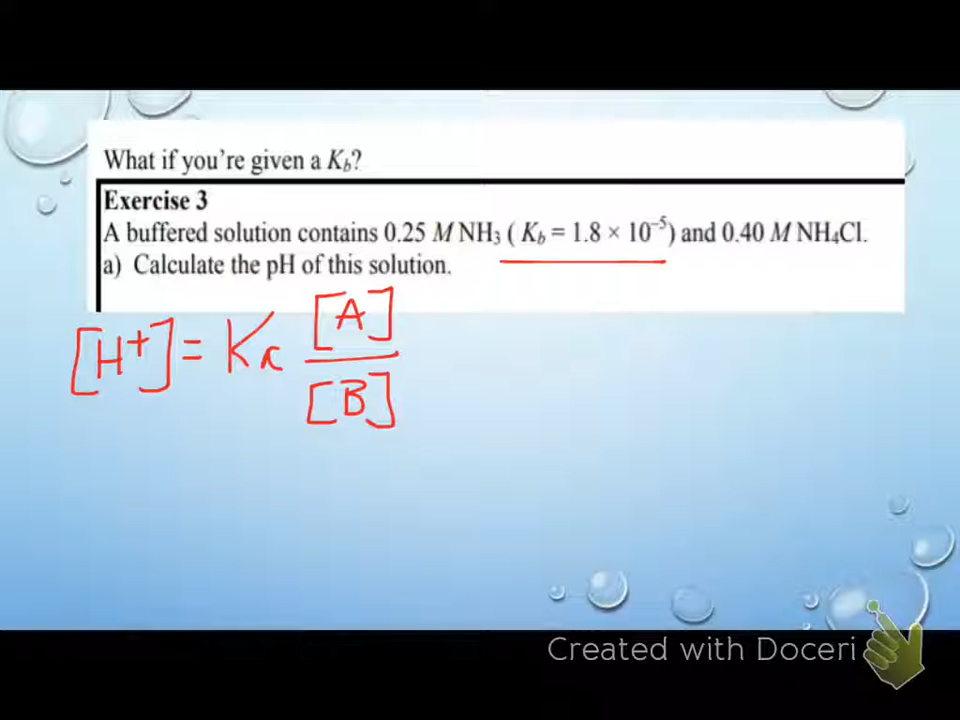 What if you're given a Kb?
Exercise 3
A buffered solution contains 0.25 M NH₃ ( Kb = 1.8 × 10⁻⁵) and 0.40 M NH₄Cl.
a) Calculate the pH of this solution.
[H⁺] = Ka [A]
[B]
Created with Doceri